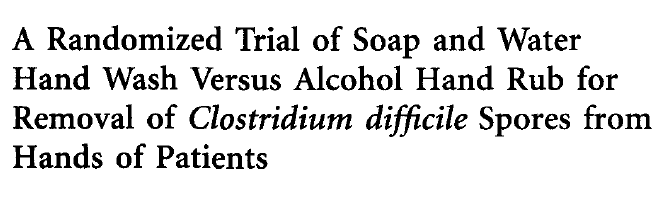 A Randomized Trial of Soap and Water
Hand Wash Versus Alcohol Hand Rub for
Removal of Clostridium difficile Spores from
Hands of Patients